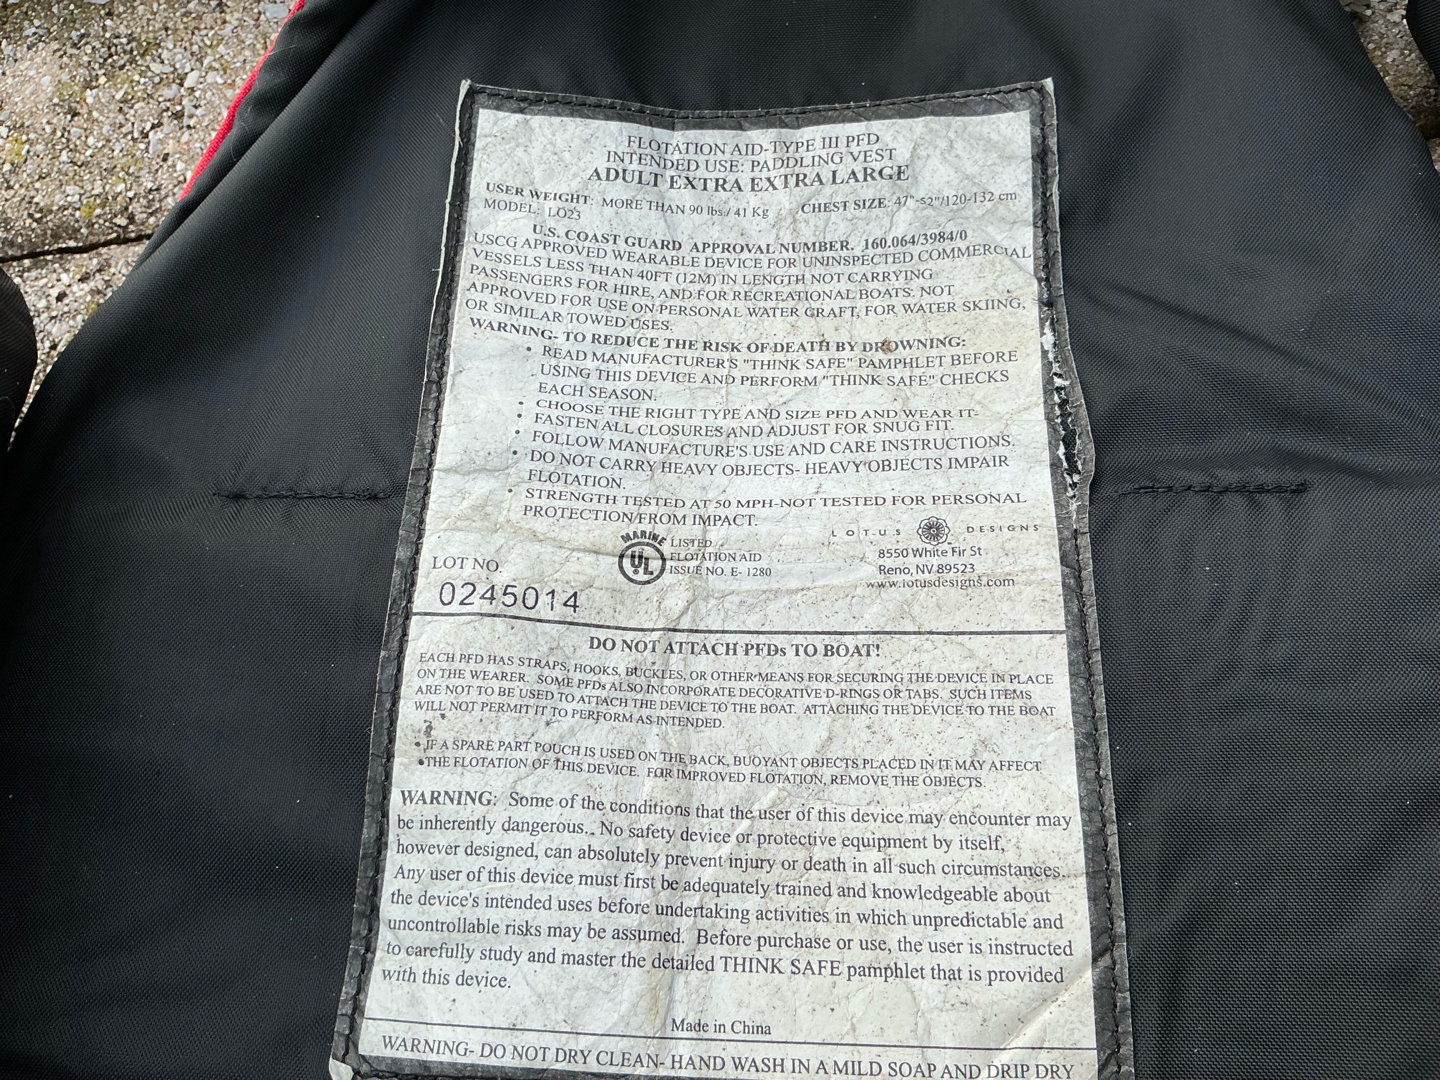 FLOTATION AID-TYPE III PFD
INTENDED USE: PADDLING VEST
ADULT EXTRA EXTRA LARGE
USER WEIGHT: MORE THAN 90 lbs./ 41 Kg CHEST SIZE: 47"-52"/120-132 cm
MODEL: LO23
U.S. COAST GUARD APPROVAL NUMBER. 160.064/3984/0
USCG APPROVED WEARABLE DEVICE FOR UNINSPECTED COMMERCIAL
VESSELS LESS THAN 40FT (12M) IN LENGTH NOT CARRYING
PASSENGERS FOR HIRE, AND FOR RECREATIONAL BOATS. NOT
APPROVED FOR USE ON PERSONAL WATER CRAFT, FOR WATER SKIING,
OR SIMILAR TOWED USES.
WARNING- TO REDUCE THE RISK OF DEATH BY DROWNING:
• READ MANUFACTURER'S "THINK SAFE" PAMPHLET BEFORE
USING THIS DEVICE AND PERFORM "THINK SAFE" CHECKS
EACH SEASON.
• CHOOSE THE RIGHT TYPE AND SIZE PFD AND WEAR IT-
• FASTEN ALL CLOSURES AND ADJUST FOR SNUG FIT.
• FOLLOW MANUFACTURE'S USE AND CARE INSTRUCTIONS.
• DO NOT CARRY HEAVY OBJECTS- HEAVY OBJECTS IMPAIR
FLOTATION.
• STRENGTH TESTED AT 50 MPH-NOT TESTED FOR PERSONAL
PROTECTION FROM IMPACT.
MARINE
UL
LISTED
FLOTATION AID
ISSUE NO. E- 1280
LOTUS DESIGNS
8550 White Fir St
Reno, NV 89523
www.lotusdesigns.com
LOT NO.
0245014
DO NOT ATTACH PFDs TO BOAT!
EACH PFD HAS STRAPS, HOOKS, BUCKLES, OR OTHER MEANS FOR SECURING THE DEVICE IN PLACE
ON THE WEARER. SOME PFDs ALSO INCORPORATE DECORATIVE D-RINGS OR TABS. SUCH ITEMS
ARE NOT TO BE USED TO ATTACH THE DEVICE TO THE BOAT. ATTACHING THE DEVICE TO THE BOAT
WILL NOT PERMIT IT TO PERFORM AS INTENDED.
• IF A SPARE PART POUCH IS USED ON THE BACK, BUOYANT OBJECTS PLACED IN IT MAY AFFECT
•THE FLOTATION OF THIS DEVICE. FOR IMPROVED FLOTATION, REMOVE THE OBJECTS.
WARNING: Some of the conditions that the user of this device may encounter may
be inherently dangerous.. No safety device or protective equipment by itself,
however designed, can absolutely prevent injury or death in all such circumstances.
Any user of this device must first be adequately trained and knowledgeable about
the device's intended uses before undertaking activities in which unpredictable and
uncontrollable risks may be assumed. Before purchase or use, the user is instructed
to carefully study and master the detailed THINK SAFE pamphlet that is provided
with this device.
Made in China
WARNING- DO NOT DRY CLEAN- HAND WASH IN A MILD SOAP AND DRIP DRY